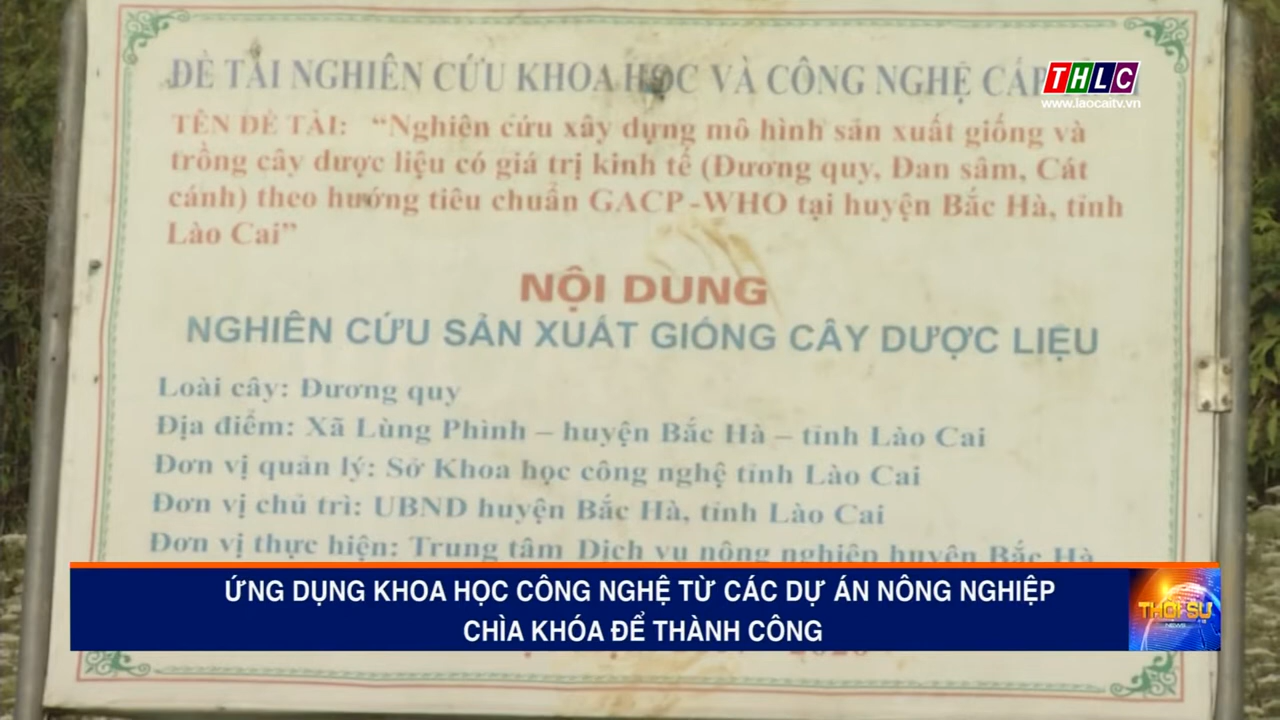 ĐỀ TÀI NGHIÊN CỨU KHOA HỌC VÀ CÔNG NGHỆ CẤP
THLC
www.laocaitv.vn
TÊN ĐỀ TÀI: “Nghiên cứu xây dựng mô hình sản xuất giống và
trồng cây dược liệu có giá trị kinh tế (Đương quy, Đan sâm, Cát
cánh) theo hướng tiêu chuẩn GACP-WHO tại huyện Bắc Hà, tỉnh
Lào Cai”
NỘI DUNG
NGHIÊN CỨU SẢN XUẤT GIỐNG CÂY DƯỢC LIỆU
Loài cây: Đương quy
Địa điểm: Xã Lùng Phình – huyện Bắc Hà – tỉnh Lào Cai
Đơn vị quản lý: Sở Khoa học công nghệ tỉnh Lào Cai
Đơn vị chủ trì: UBND huyện Bắc Hà, tỉnh Lào Cai
Đơn vị thực hiện: Trung tâm Dịch vụ nông nghiệp huyện Bắc Hà
ỨNG DỤNG KHOA HỌC CÔNG NGHỆ TỪ CÁC DỰ ÁN NÔNG NGHIỆP
CHÌA KHÓA ĐỂ THÀNH CÔNG
THỜI SỰ
NEWS